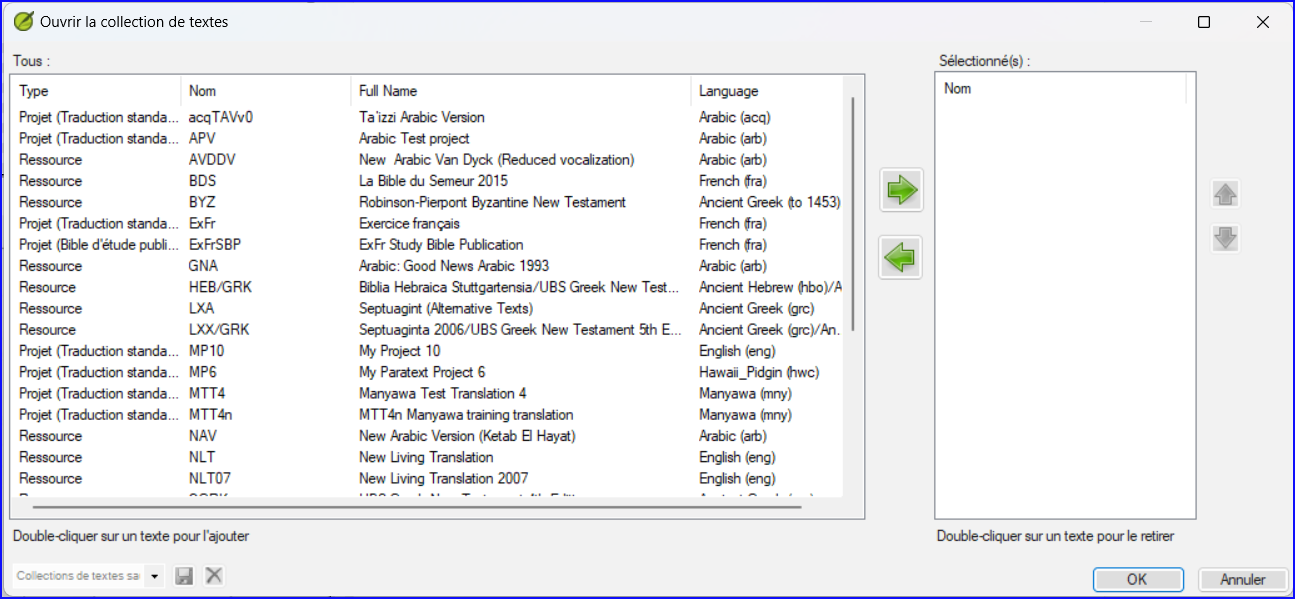 Ouvrir la collection de textes
Tous :
Sélectionné(s) :
Type Nom Full Name Language
Nom
Projet (Traduction standa... acqTAVv0 Ta'izzi Arabic Version Arabic (acq)
Projet (Traduction standa... APV Arabic Test project Arabic (arb)
Ressource AVDDV New Arabic Van Dyck (Reduced vocalization) Arabic (arb)
Ressource BDS La Bible du Semeur 2015 French (fra)
Ressource BYZ Robinson-Pierpont Byzantine New Testament Ancient Greek (to 1453)
Projet (Traduction standa... ExFr Exercice français French (fra)
Projet (Bible d'étude publi... ExFrSBP ExFr Study Bible Publication French (fra)
Ressource GNA Arabic: Good News Arabic 1993 Arabic (arb)
Resource HEB/GRK Biblia Hebraica Stuttgartensia/UBS Greek New Test... Ancient Hebrew (hbo)/A
Ressource LXA Septuagint (Alternative Texts) Ancient Greek (grc)
Resource LXX/GRK Septuaginta 2006/UBS Greek New Testament 5th E... Ancient Greek (grc)/An.
Projet (Traduction standa... MP10 My Project 10 English (eng)
Projet (Traduction standa... MP6 My Paratext Project 6 Hawaii_Pidgin (hwc)
Projet (Traduction standa... MTT4 Manyawa Test Translation 4 Manyawa (mny)
Projet (Traduction standa... MTT4n MTT4n Manyawa training translation Manyawa (mny)
Ressource NAV New Arabic Version (Ketab El Hayat) Arabic (arb)
Ressource NLT New Living Translation English (eng)
Ressource NLT07 New Living Translation 2007 English (eng)
Double-cliquer sur un texte pour l'ajouter
Double-cliquer sur un texte pour le retirer
Collections de textes sa
OK
Annuler